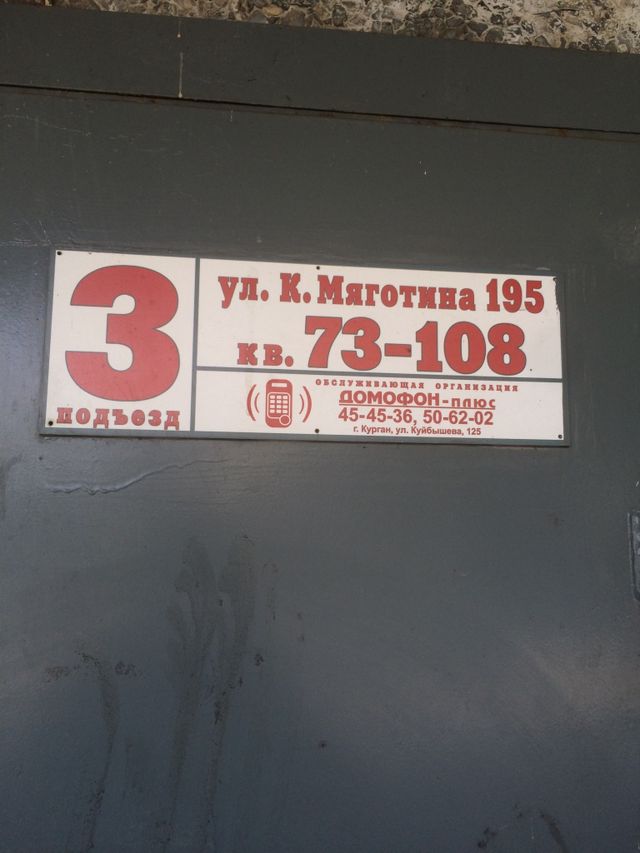 3
подъезд
ул. К. Мяготина 195
кв. 73-108
ОБСЛУЖИВАЮЩАЯ ОРГАНИЗАЦИЯ
ДОМОФОН-плюс
45-45-36, 50-62-02
г. Курган, ул. Куйбышева, 125